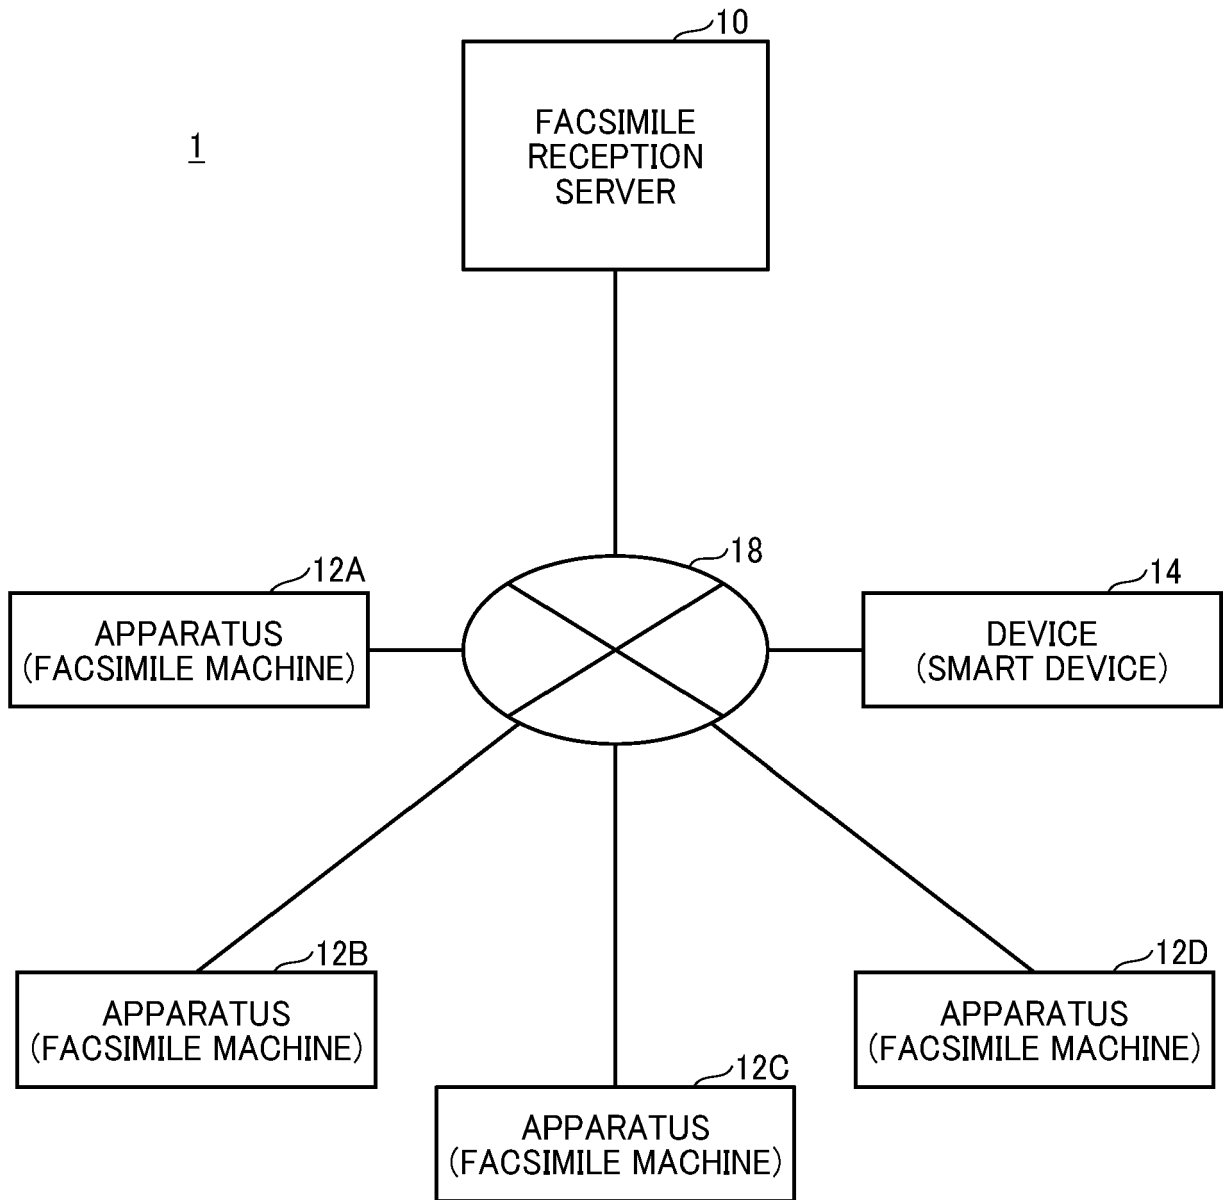 10
FACSIMILE
RECEPTION
SERVER
1
18
12A
APPARATUS
(FACSIMILE MACHINE)
14
DEVICE
(SMART DEVICE)
12B
APPARATUS
(FACSIMILE MACHINE)
12C
APPARATUS
(FACSIMILE MACHINE)
12D
APPARATUS
(FACSIMILE MACHINE)